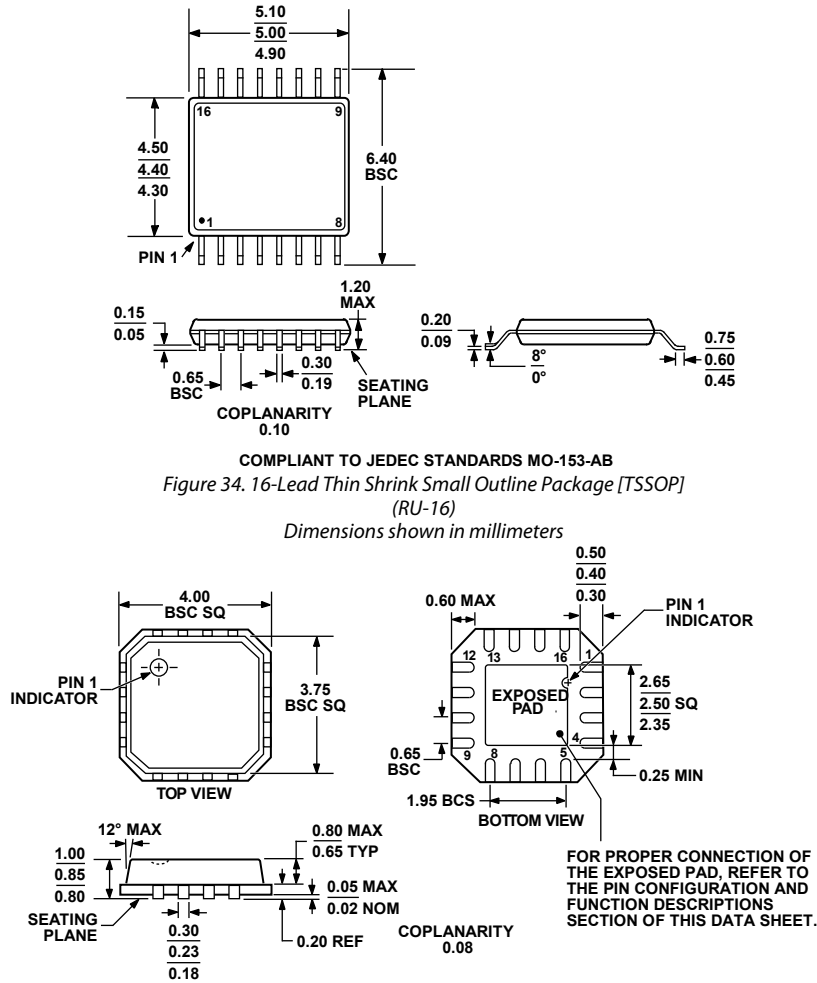 5.10
5.00
4.90
16 9
4.50
4.40
4.30
6.40
BSC
1 8
PIN 1
1.20
MAX
0.15
0.05
0.65
BSC
0.30
0.19
SEATING
PLANE
COPLANARITY
0.10
0.20
0.09
8°
0°
0.75
0.60
0.45
COMPLIANT TO JEDEC STANDARDS MO-153-AB
Figure 34. 16-Lead Thin Shrink Small Outline Package [TSSOP]
(RU-16)
Dimensions shown in millimeters
4.00
BSC SQ
PIN 1
INDICATOR
3.75
BSC SQ
TOP VIEW
0.50
0.40
0.30
0.60 MAX
PIN 1
INDICATOR
12 13 16 1
EXPOSED
PAD
2.65
2.50 SQ
2.35
0.65
BSC
9 8 5 4
0.25 MIN
1.95 BCS
BOTTOM VIEW
12° MAX
1.00
0.85
0.80
0.80 MAX
0.65 TYP
0.05 MAX
0.02 NOM
SEATING
PLANE
0.30
0.23
0.18
0.20 REF
COPLANARITY
0.08
FOR PROPER CONNECTION OF
THE EXPOSED PAD, REFER TO
THE PIN CONFIGURATION AND
FUNCTION DESCRIPTIONS
SECTION OF THIS DATA SHEET.